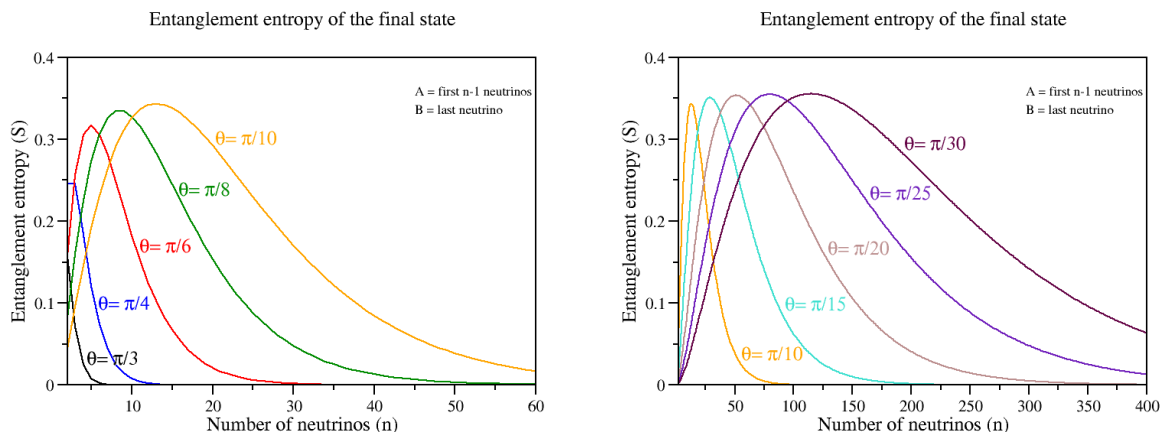 Entanglement entropy of the final state
0.4
0.3
0.2
0.1
0
Entanglement entropy (S)
A = first n-1 neutrinos
B = last neutrino
θ= π/10
θ= π/8
θ= π/6
θ= π/4
θ= π/3
10
20
30
40
50
60
Number of neutrinos (n)
Entanglement entropy of the final state
0.4
0.3
0.2
0.1
0
Entanglement entropy (S)
A = first n-1 neutrinos
B = last neutrino
θ= π/30
θ= π/25
θ= π/20
θ= π/15
θ= π/10
50
100
150
200
250
300
350
400
Number of neutrinos (n)